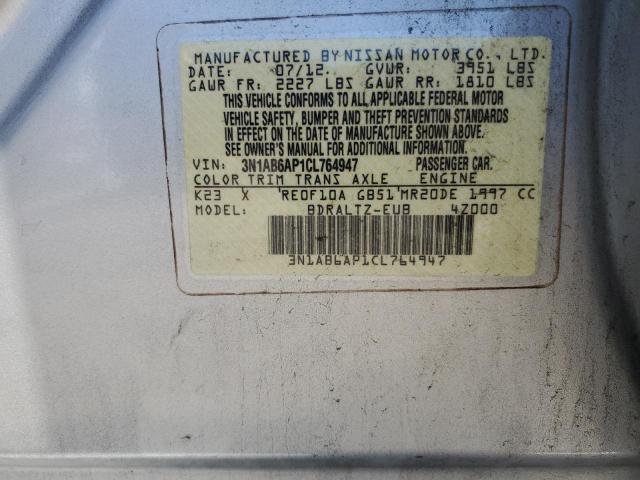 MANUFACTURED BY NISSAN MOTOR CO., LTD.
DATE: 07/12. GVWR: 3951 LBS
GAWR FR: 2227 LBS GAWR RR: 1810 LBS
THIS VEHICLE CONFORMS TO ALL APPLICABLE FEDERAL MOTOR
VEHICLE SAFETY, BUMPER AND THEFT PREVENTION STANDARDS
IN EFFECT ON THE DATE OF MANUFACTURE SHOWN ABOVE.
SEE OWNER'S MANUAL FOR ADDITIONAL INFORMATION.
VIN: 3N1AB6AP1CL764947 PASSENGER CAR.
COLOR TRIM TRANS AXLE ENGINE
K23 X 'RE0F10A GB51'MR20DE 1997 CC
MODEL: BDRALTZ-EUB 4Z000
3N1AB6AP1CL764947